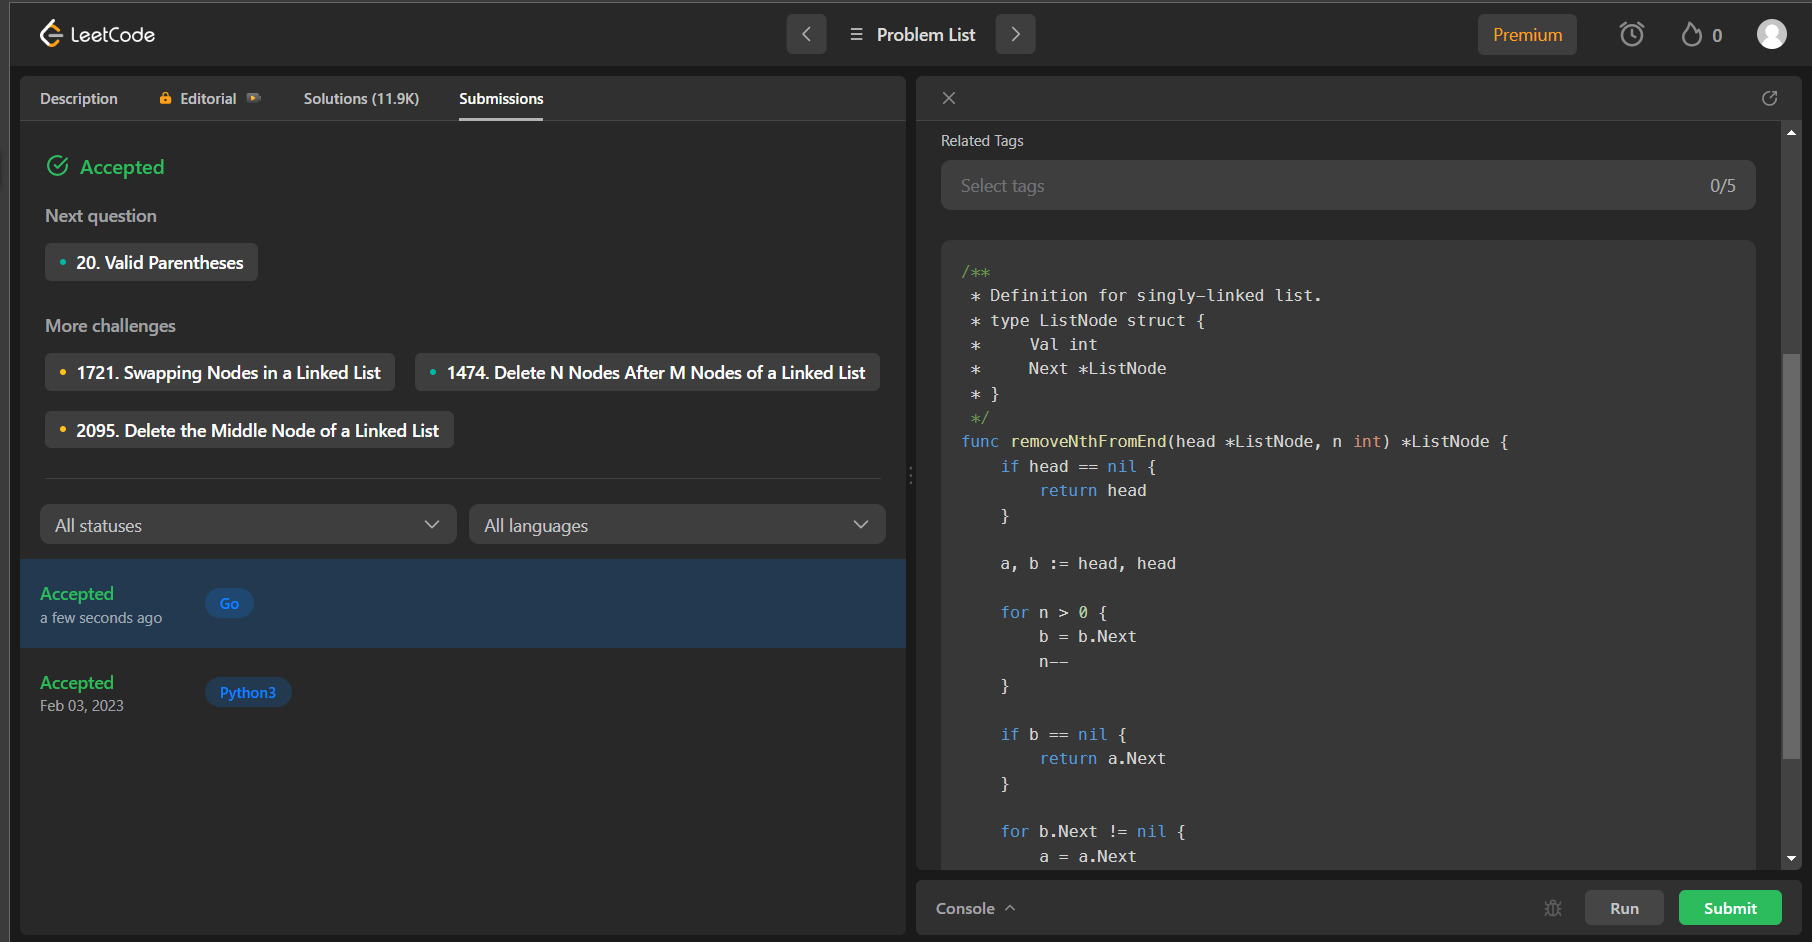 LeetCode
Problem List
Premium
0
Description
Editorial
Solutions (11.9K)
Submissions
Accepted
Next question
20. Valid Parentheses
More challenges
1721. Swapping Nodes in a Linked List
1474. Delete N Nodes After M Nodes of a Linked List
2095. Delete the Middle Node of a Linked List
All statuses
All languages
Accepted
a few seconds ago
Go
Accepted
Feb 03, 2023
Python3
Related Tags
Select tags
0/5
/**
 * Definition for singly-linked list.
 * type ListNode struct {
 *     Val int
 *     Next *ListNode
 * }
 */
func removeNthFromEnd(head *ListNode, n int) *ListNode {
    if head == nil {
        return head
    }
    a, b := head, head
    for n > 0 {
        b = b.Next
        n--
    }
    if b == nil {
        return a.Next
    }
    for b.Next != nil {
        a = a.Next
Console
Run
Submit